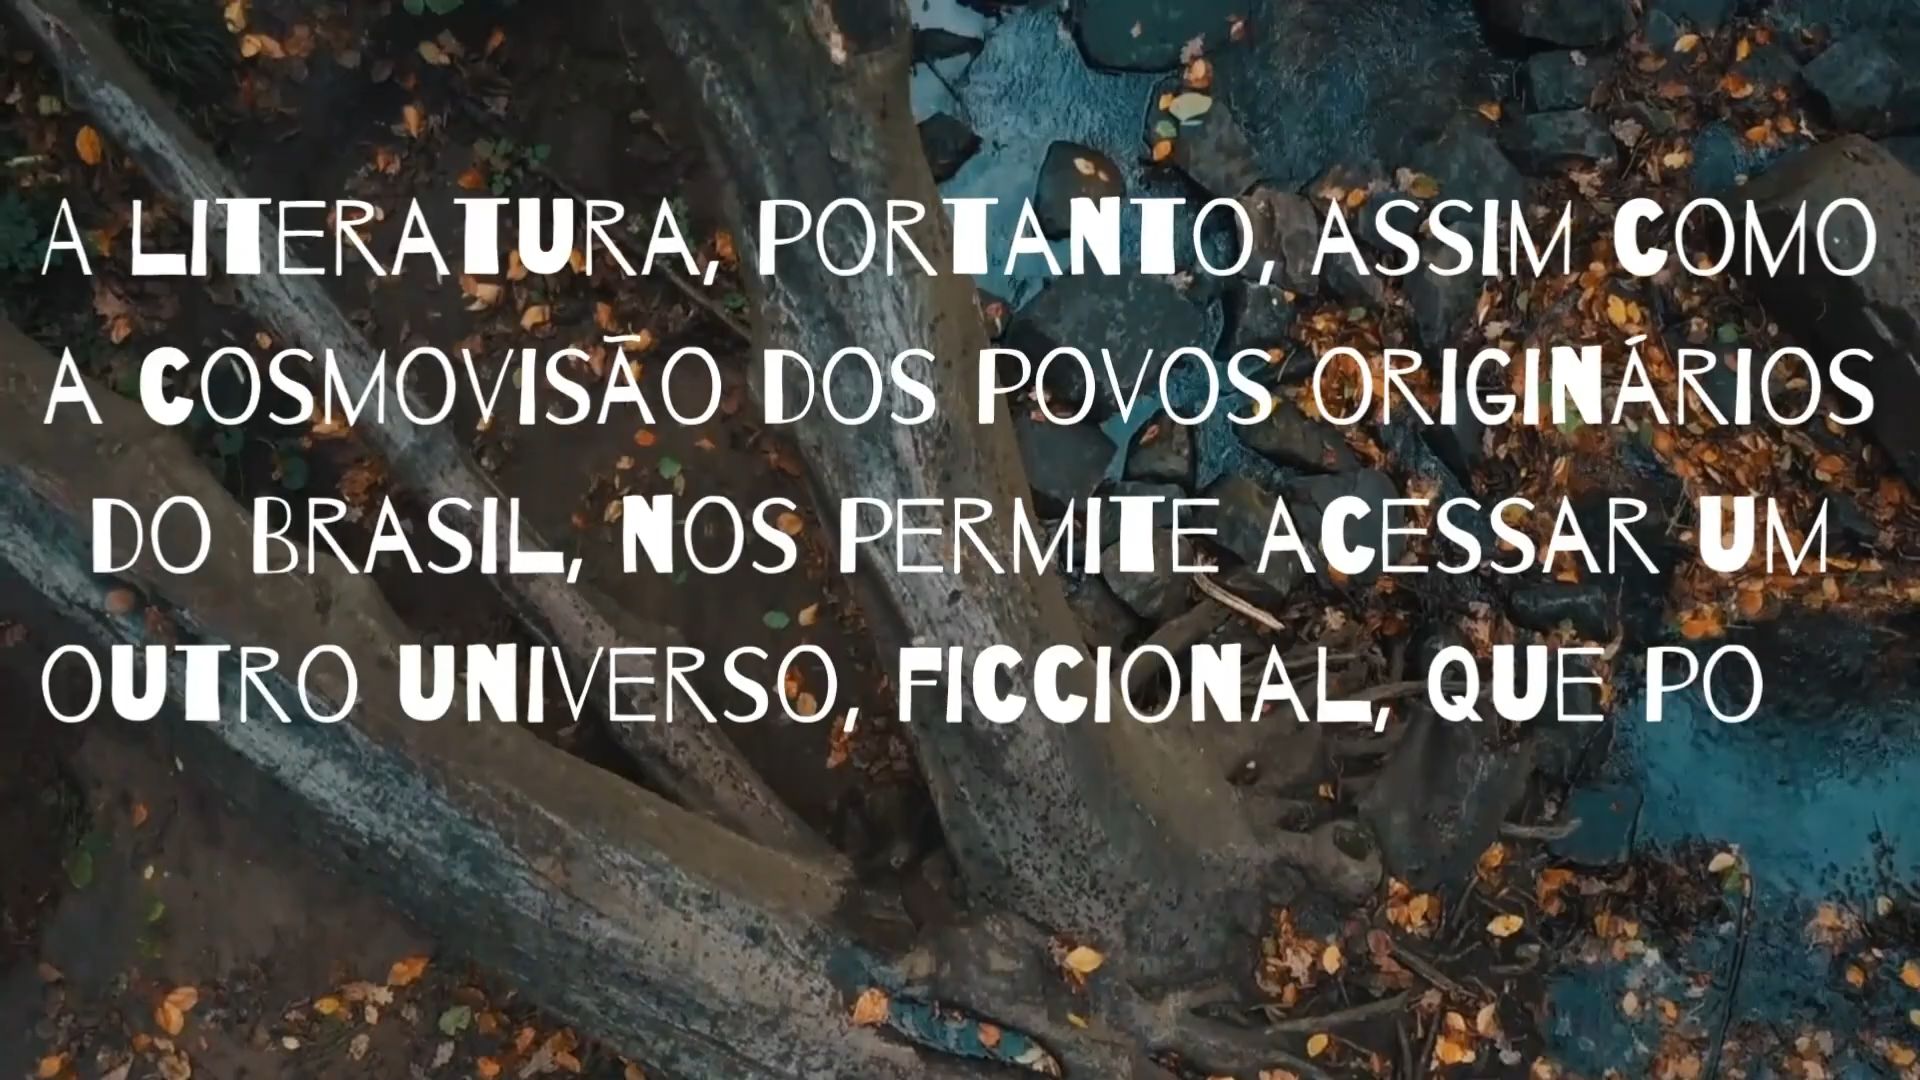 A LITERATURA, PORTANTO, ASSIM COMO
A COSMOVISÃO DOS POVOS ORIGINÁRIOS
DO BRASIL, NOS PERMITE ACESSAR UM
OUTRO UNIVERSO, FICCIONAL, QUE PO